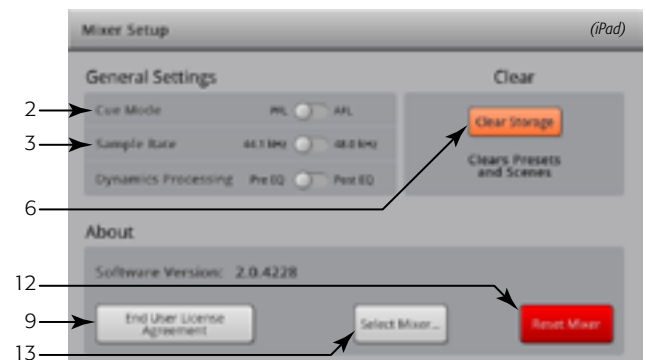 Mixer Setup
(iPad)
General Settings
Clear
2
Cue Mode
PFL
AFL
3
Sample Rate
44.1 kHz
48.0 kHz
Dynamics Processing
Pre EQ
Post EQ
Clear Storage
Clears Presets
and Scenes
6
About
Software Version: 2.0.4228
12
9
End User License
Agreement
Select Mixer...
Reset Mixer
13